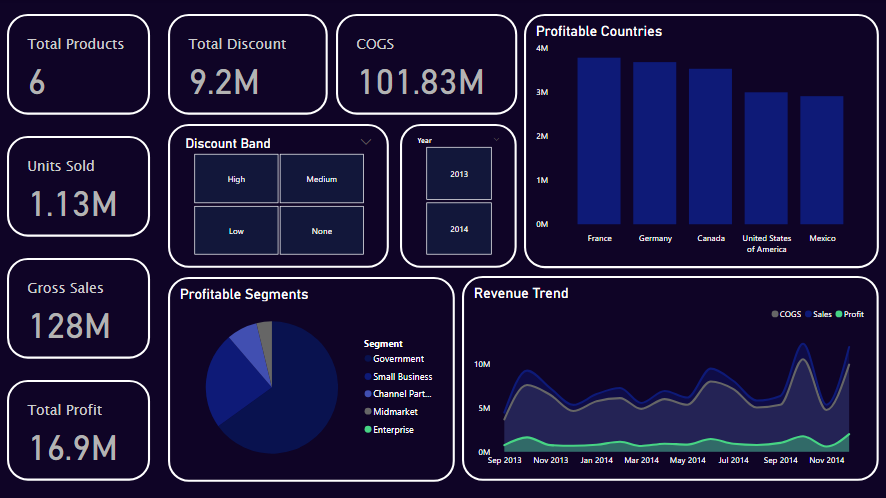 Total Products
6
Total Discount
9.2M
COGS
101.83M
Profitable Countries
4M
3M
2M
1M
0M
France
Germany
Canada
United States
of America
Mexico
Units Sold
1.13M
Discount Band
High
Medium
Low
None
Year
2013
2014
Gross Sales
128M
Total Profit
16.9M
Profitable Segments
Segment
Government
Small Business
Channel Part...
Midmarket
Enterprise
Revenue Trend
COGS
Sales
Profit
10M
5M
0M
Sep 2013
Nov 2013
Jan 2014
Mar 2014
May 2014
Jul 2014
Sep 2014
Nov 2014